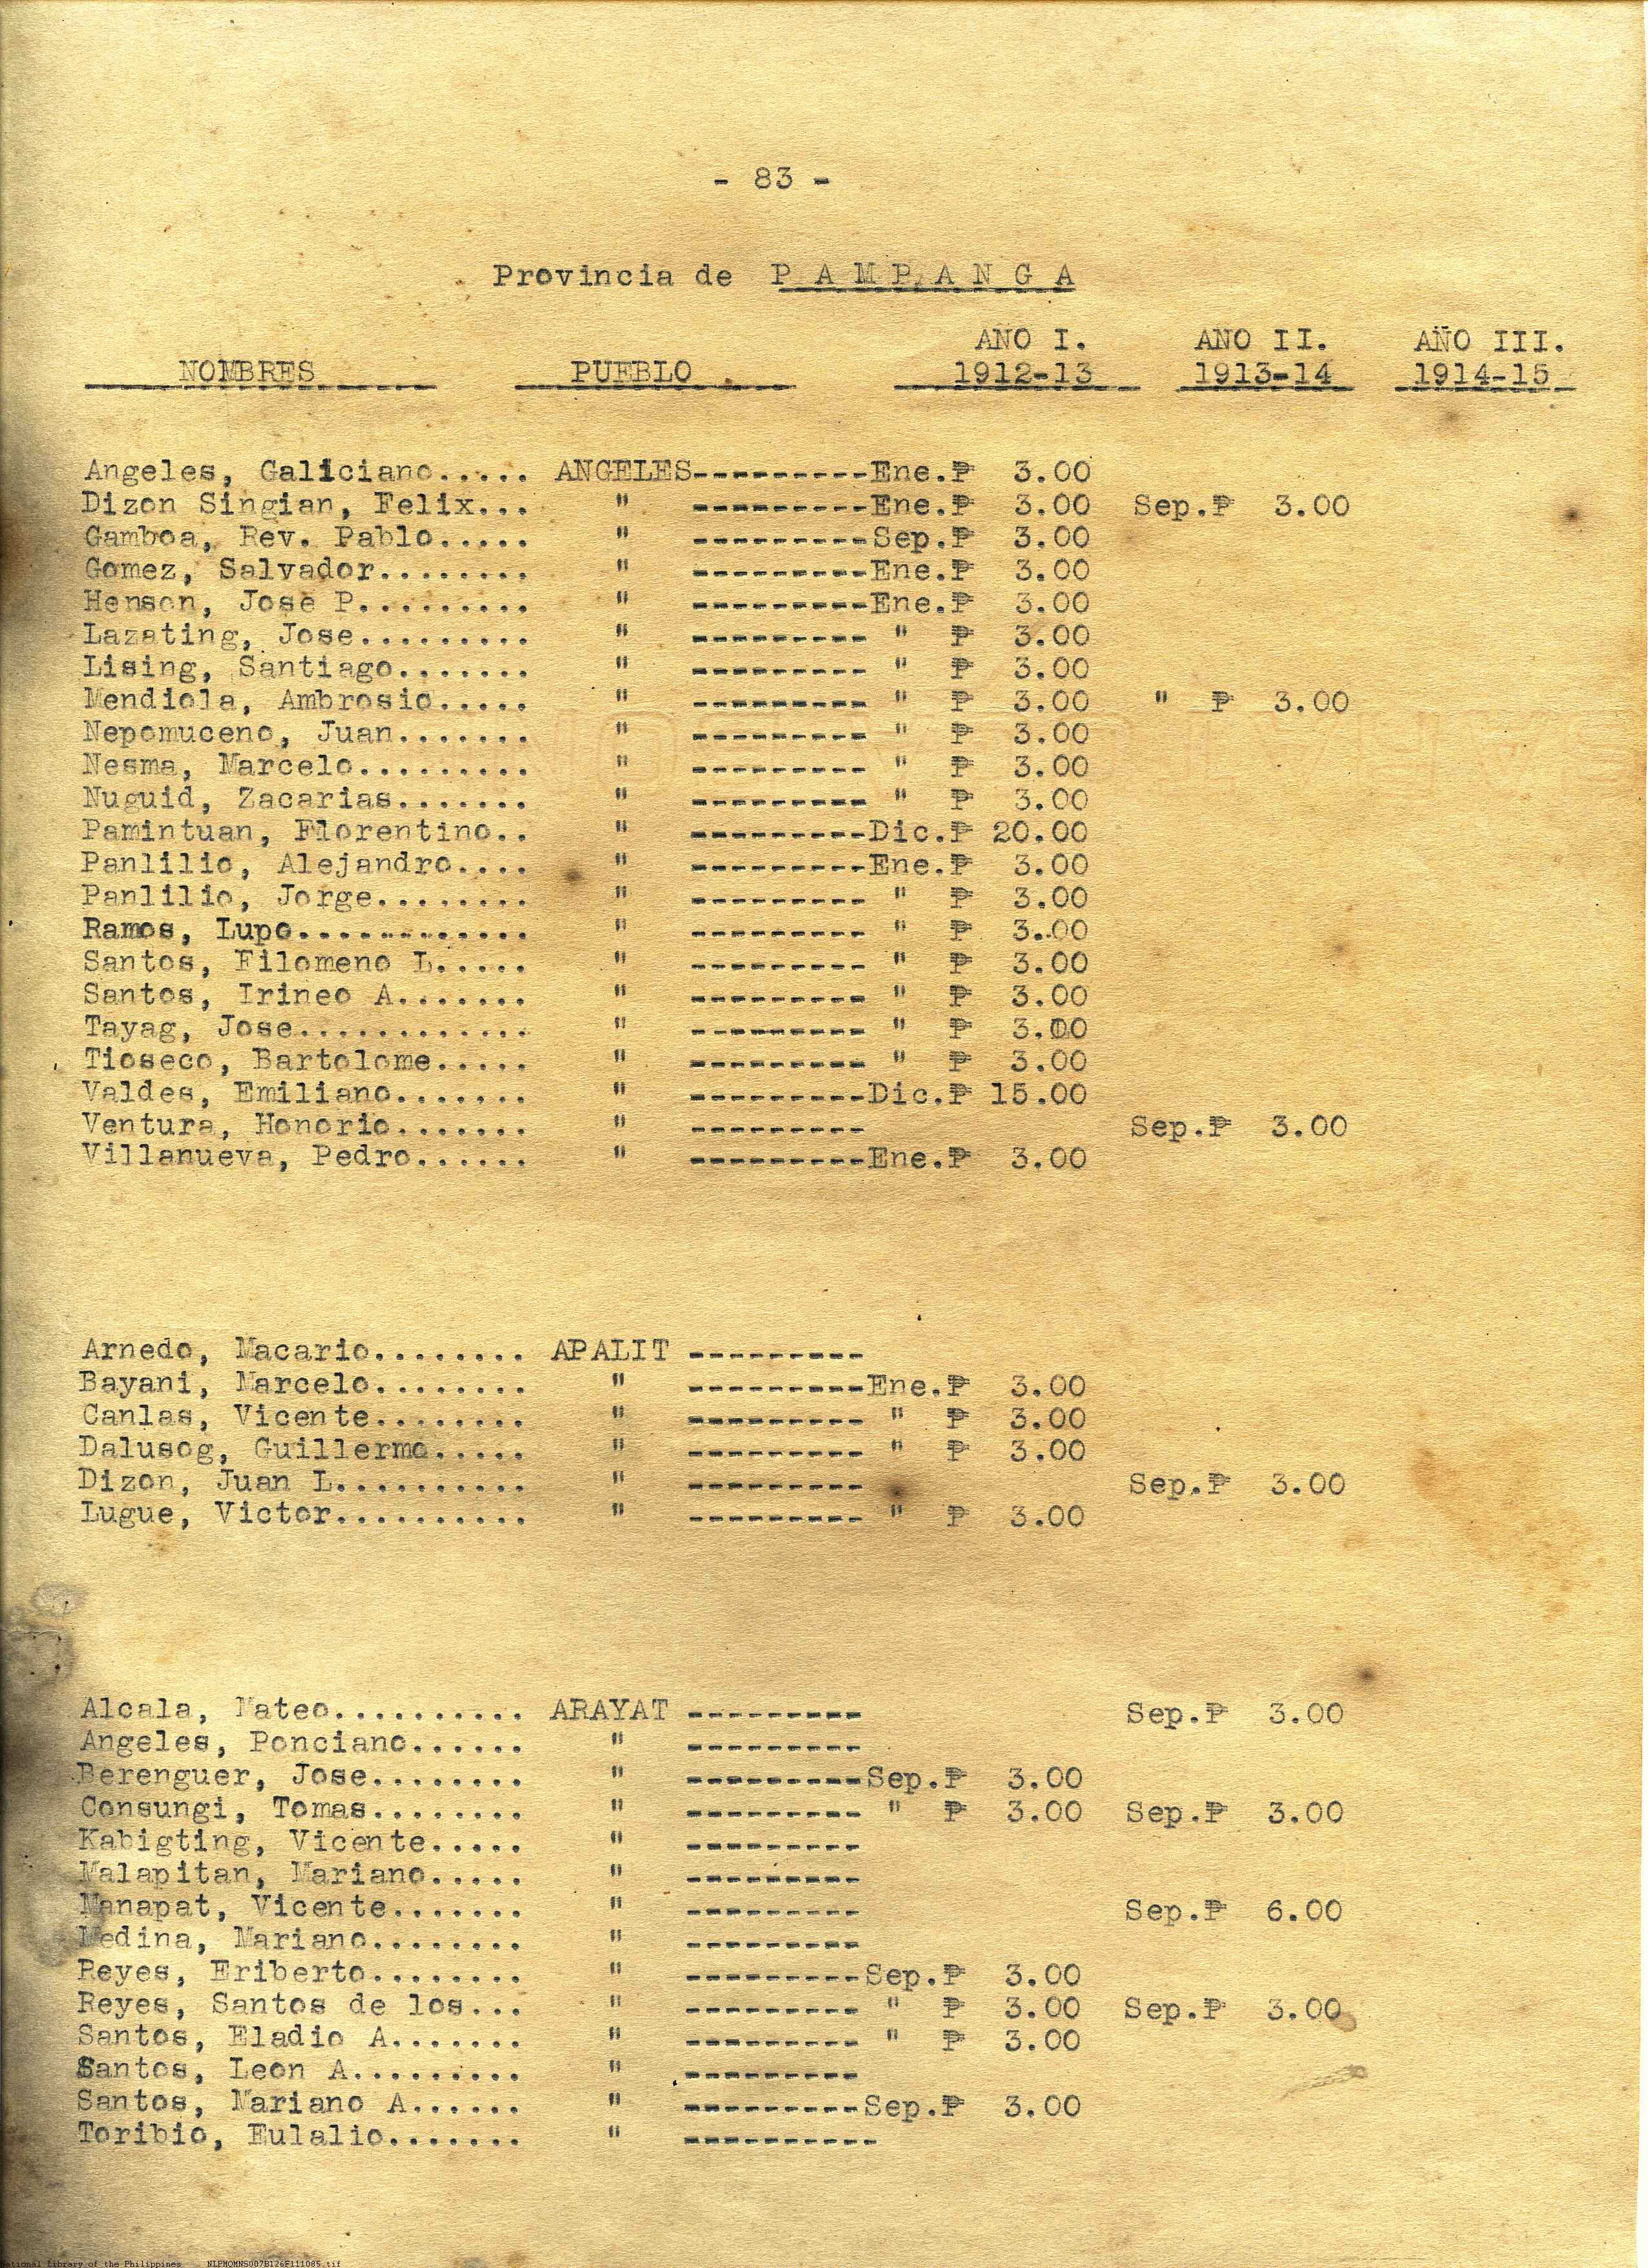 - 83 -
Provincia de P A M P A N G A
AÑO I. AÑO II. AÑO III.
NOMBRES PUEBLO 1912-13 1913-14 1914-15
Angeles, Galiciano..... ANGELES---------Ene.₱ 3.00
Dizon Singian, Felix... " ---------Ene.₱ 3.00 Sep.₱ 3.00
Gamboa, Rev. Pablo..... " ---------Sep.₱ 3.00
Gomez, Salvador........ " ---------Ene.₱ 3.00
Henson, Jose P......... " ---------Ene.₱ 3.00
Lazating, Jose......... " --------- " ₱ 3.00
Lising, Santiago....... " --------- " ₱ 3.00
Mendiola, Ambrosio..... " --------- " ₱ 3.00 " ₱ 3.00
Nepomuceno, Juan....... " --------- " ₱ 3.00
Nesma, Marcelo......... " --------- " ₱ 3.00
Nuguid, Zacarias....... " --------- " ₱ 3.00
Pamintuan, Florentino.. " ---------Dic.₱ 20.00
Panlilio, Alejandro.... " ---------Ene.₱ 3.00
Panlilio, Jorge........ " --------- " ₱ 3.00
Ramos, Lupo............ " --------- " ₱ 3.00
Santos, Filomeno L..... " --------- " ₱ 3.00
Santos, Irineo A....... " --------- " ₱ 3.00
Tayag, Jose............ " --------- " ₱ 3.00
Tioseco, Bartolome..... " --------- " ₱ 3.00
Valdes, Emiliano....... " ---------Dic.₱ 15.00
Ventura, Honorio....... " --------- Sep.₱ 3.00
Villanueva, Pedro...... " ---------Ene.₱ 3.00
Arnedo, Macario........ APALIT ---------
Bayani, Marcelo........ " ---------Ene.₱ 3.00
Canlas, Vicente........ " --------- " ₱ 3.00
Dalusog, Guillermo..... " --------- " ₱ 3.00
Dizon, Juan L.......... " --------- Sep.₱ 3.00
Lugue, Victor.......... " --------- " ₱ 3.00
Alcala, Mateo.......... ARAYAT --------- Sep.₱ 3.00
Angeles, Ponciano...... " ---------
Berenguer, Jose........ " ---------Sep.₱ 3.00
Consungi, Tomas........ " --------- " ₱ 3.00 Sep.₱ 3.00
Kabigting, Vicente..... " ---------
Malapitan, Mariano..... " ---------
Manapat, Vicente....... " --------- Sep.₱ 6.00
Medina, Mariano........ " ---------
Reyes, Eriberto........ " ---------Sep.₱ 3.00
Reyes, Santos de los... " --------- " ₱ 3.00 Sep.₱ 3.00
Santos, Eladio A....... " --------- " ₱ 3.00
Santos, Leon A......... " ---------
Santos, Mariano A...... " ---------Sep.₱ 3.00
Toribio, Eulalio....... " ----------
National Library of the Philippines NLPMOMNS007B126F111085.tif